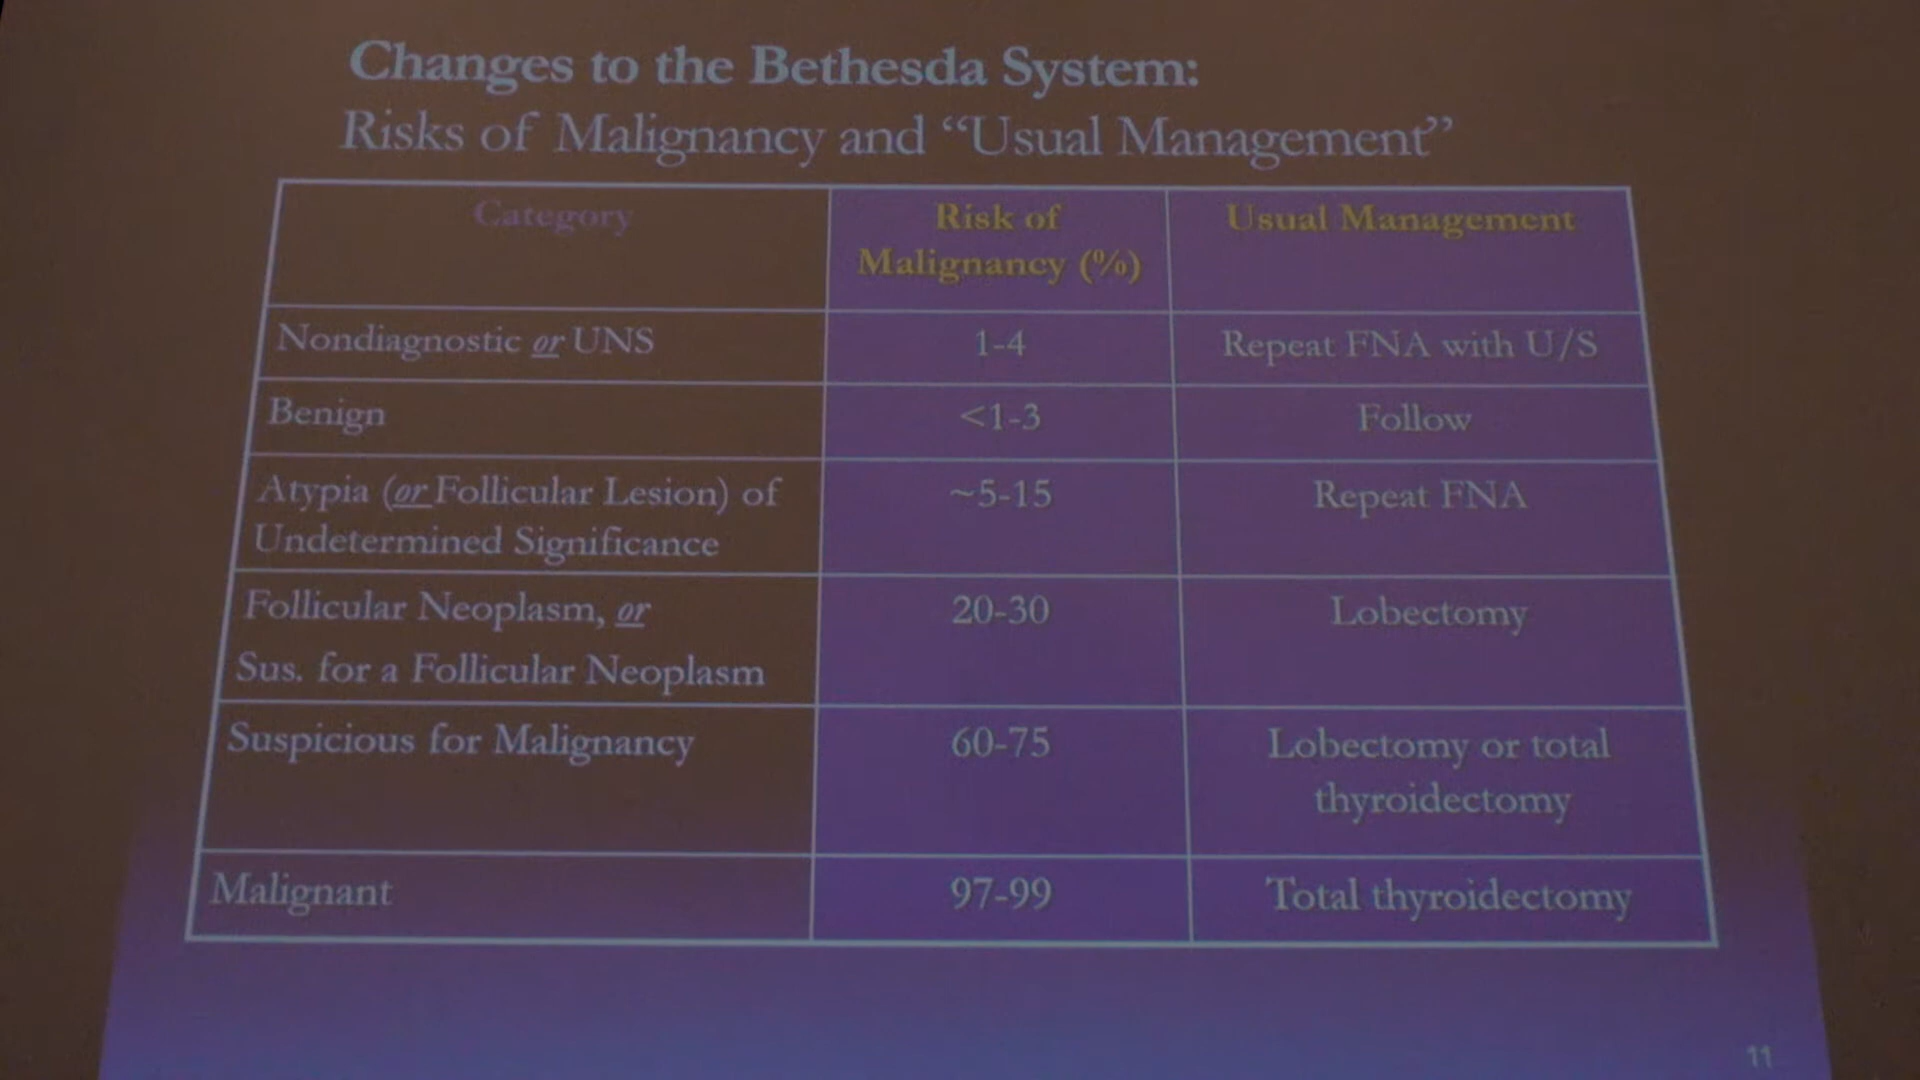 Changes to the Bethesda System:
Risks of Malignancy and “Usual Management”
Category
Risk of
Malignancy (%)
Usual Management
Nondiagnostic or UNS
1-4
Repeat FNA with U/S
Benign
<1-3
Follow
Atypia (or Follicular Lesion) of
Undetermined Significance
~5-15
Repeat FNA
Follicular Neoplasm, or
Sus. for a Follicular Neoplasm
20-30
Lobectomy
Suspicious for Malignancy
60-75
Lobectomy or total
thyroidectomy
Malignant
97-99
Total thyroidectomy
11